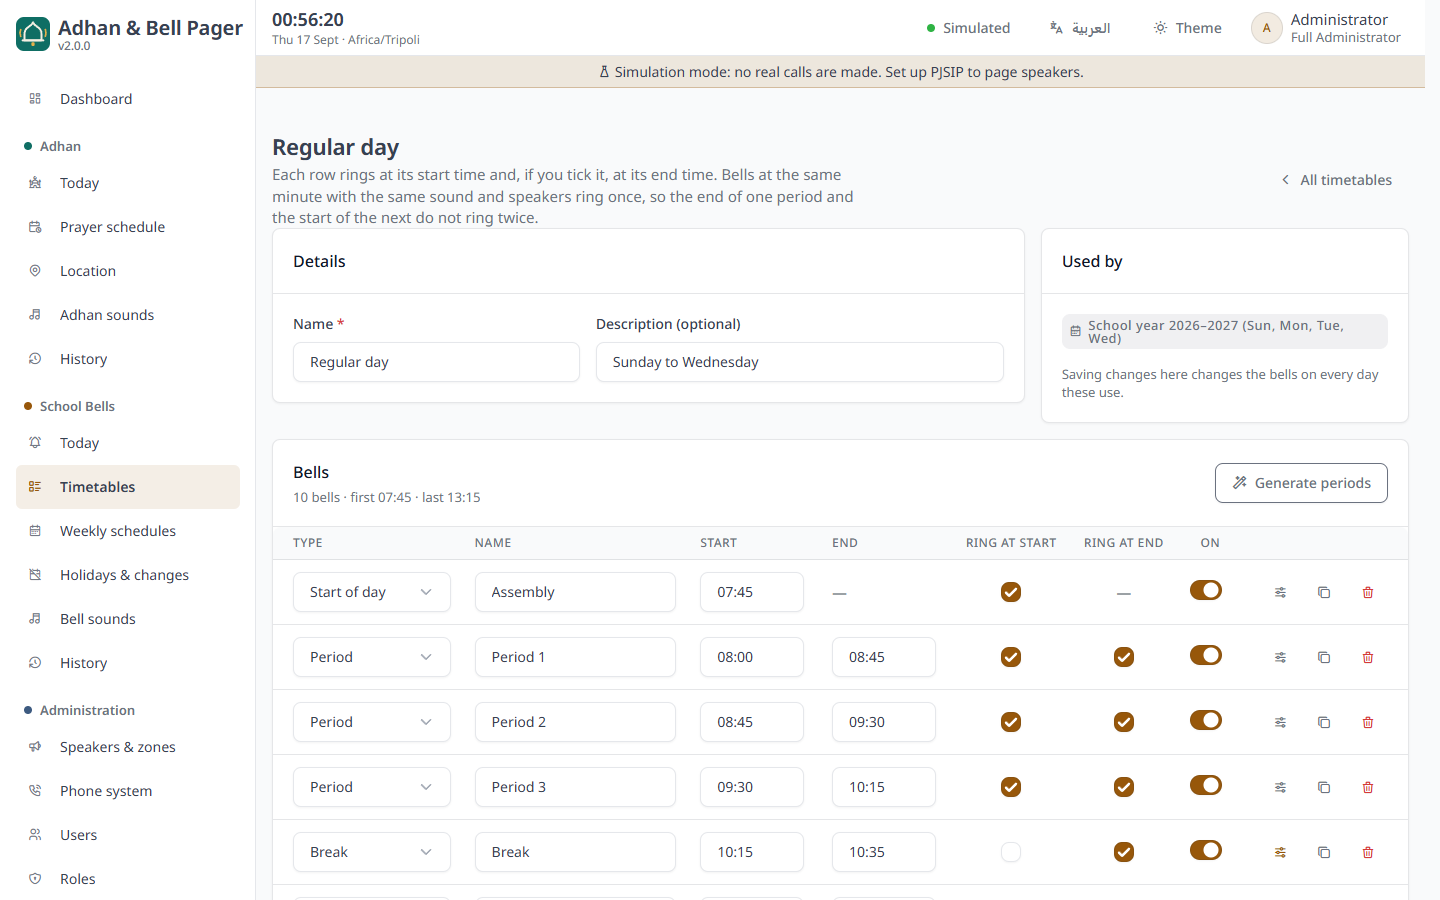 Adhan & Bell Pager
v2.0.0
00:56:20
Thu 17 Sept · Africa/Tripoli
Simulated
العربية
Theme
A
Administrator
Full Administrator
Simulation mode: no real calls are made. Set up PJSIP to page speakers.
Dashboard
Adhan
Today
Prayer schedule
Location
Adhan sounds
History
School Bells
Today
Timetables
Weekly schedules
Holidays & changes
Bell sounds
History
Administration
Speakers & zones
Phone system
Users
Roles
Regular day
Each row rings at its start time and, if you tick it, at its end time. Bells at the same
minute with the same sound and speakers ring once, so the end of one period and
the start of the next do not ring twice.
All timetables
Details
Name *
Description (optional)
Regular day
Sunday to Wednesday
Used by
School year 2026–2027 (Sun, Mon, Tue,
Wed)
Saving changes here changes the bells on every day
these use.
Bells
10 bells · first 07:45 · last 13:15
Generate periods
TYPE NAME START END RING AT START RING AT END ON
Start of day Assembly 07:45 — —
Period Period 1 08:00 08:45
Period Period 2 08:45 09:30
Period Period 3 09:30 10:15
Break Break 10:15 10:35